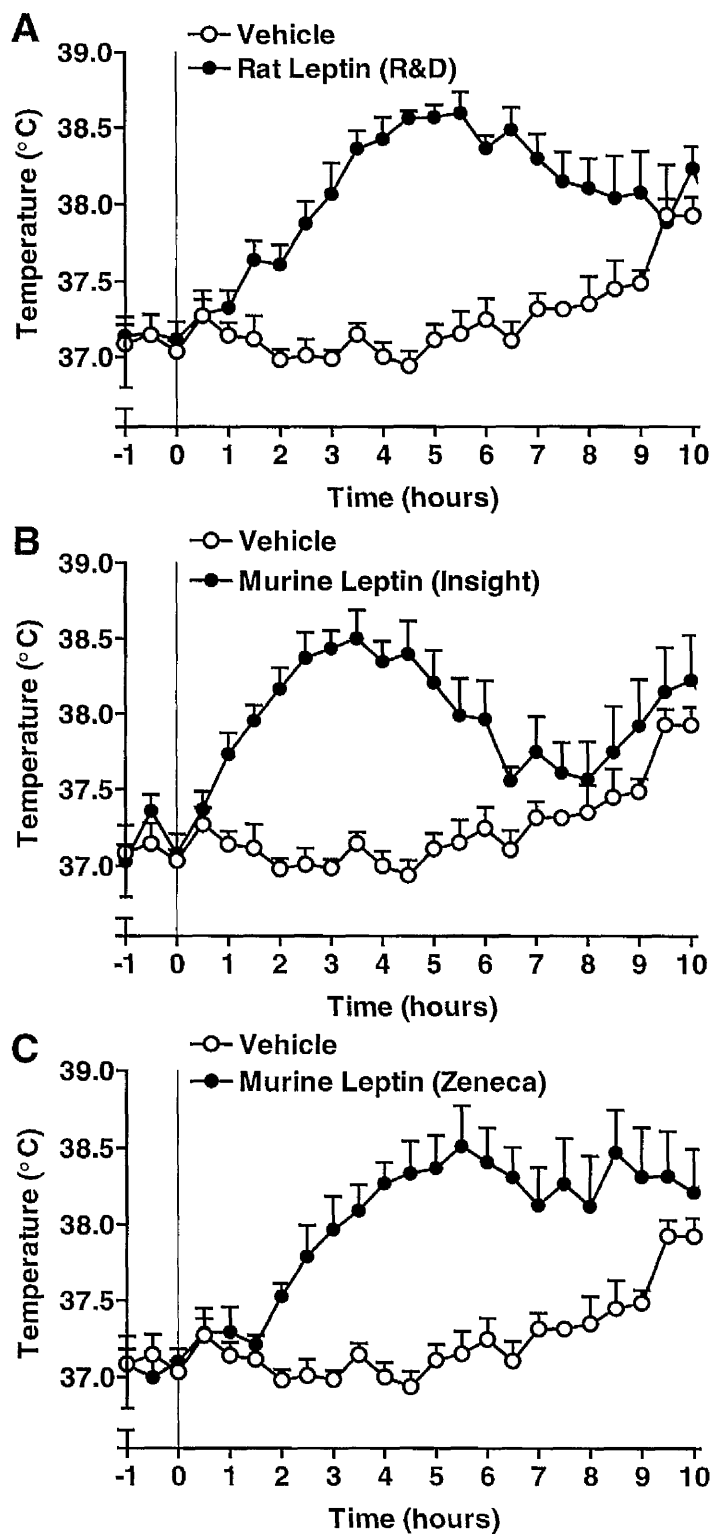 A
Vehicle
Rat Leptin (R&D)
39.0
38.5
38.0
37.5
37.0
Temperature (°C)
-1 0 1 2 3 4 5 6 7 8 9 10
Time (hours)
B
Vehicle
Murine Leptin (Insight)
39.0
38.5
38.0
37.5
37.0
Temperature (°C)
-1 0 1 2 3 4 5 6 7 8 9 10
Time (hours)
C
Vehicle
Murine Leptin (Zeneca)
39.0
38.5
38.0
37.5
37.0
Temperature (°C)
-1 0 1 2 3 4 5 6 7 8 9 10
Time (hours)